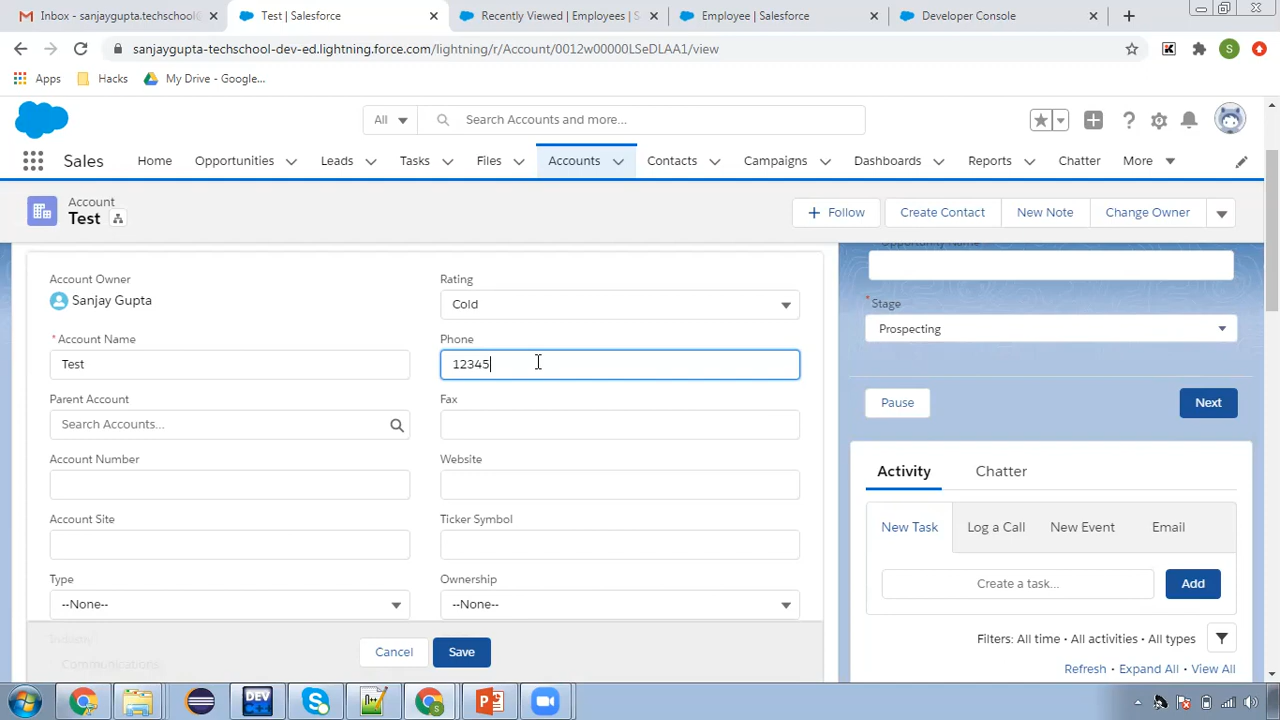 Inbox - sanjaygupta.techschool@
Test | Salesforce
Recently Viewed | Employees | S
Employee | Salesforce
Developer Console
sanjaygupta-techschool-dev-ed.lightning.force.com/lightning/r/Account/0012w00000LSeDLAA1/view
S
Apps
Hacks
My Drive - Google...
All
Search Accounts and more...
Sales
Home
Opportunities
Leads
Tasks
Files
Accounts
Contacts
Campaigns
Dashboards
Reports
Chatter
More
Account
Test
Follow
Create Contact
New Note
Change Owner
Account Owner
Sanjay Gupta
Rating
Cold
* Account Name
Test
Phone
12345
Parent Account
Search Accounts...
Fax
Account Number
Website
Account Site
Ticker Symbol
Type
--None--
Ownership
--None--
Industry
Communications
Cancel
Save
Opportunity Name
* Stage
Prospecting
Pause
Next
Activity
Chatter
New Task
Log a Call
New Event
Email
Create a task...
Add
Filters: All time • All activities • All types
Refresh • Expand All • View All
DEV
C++